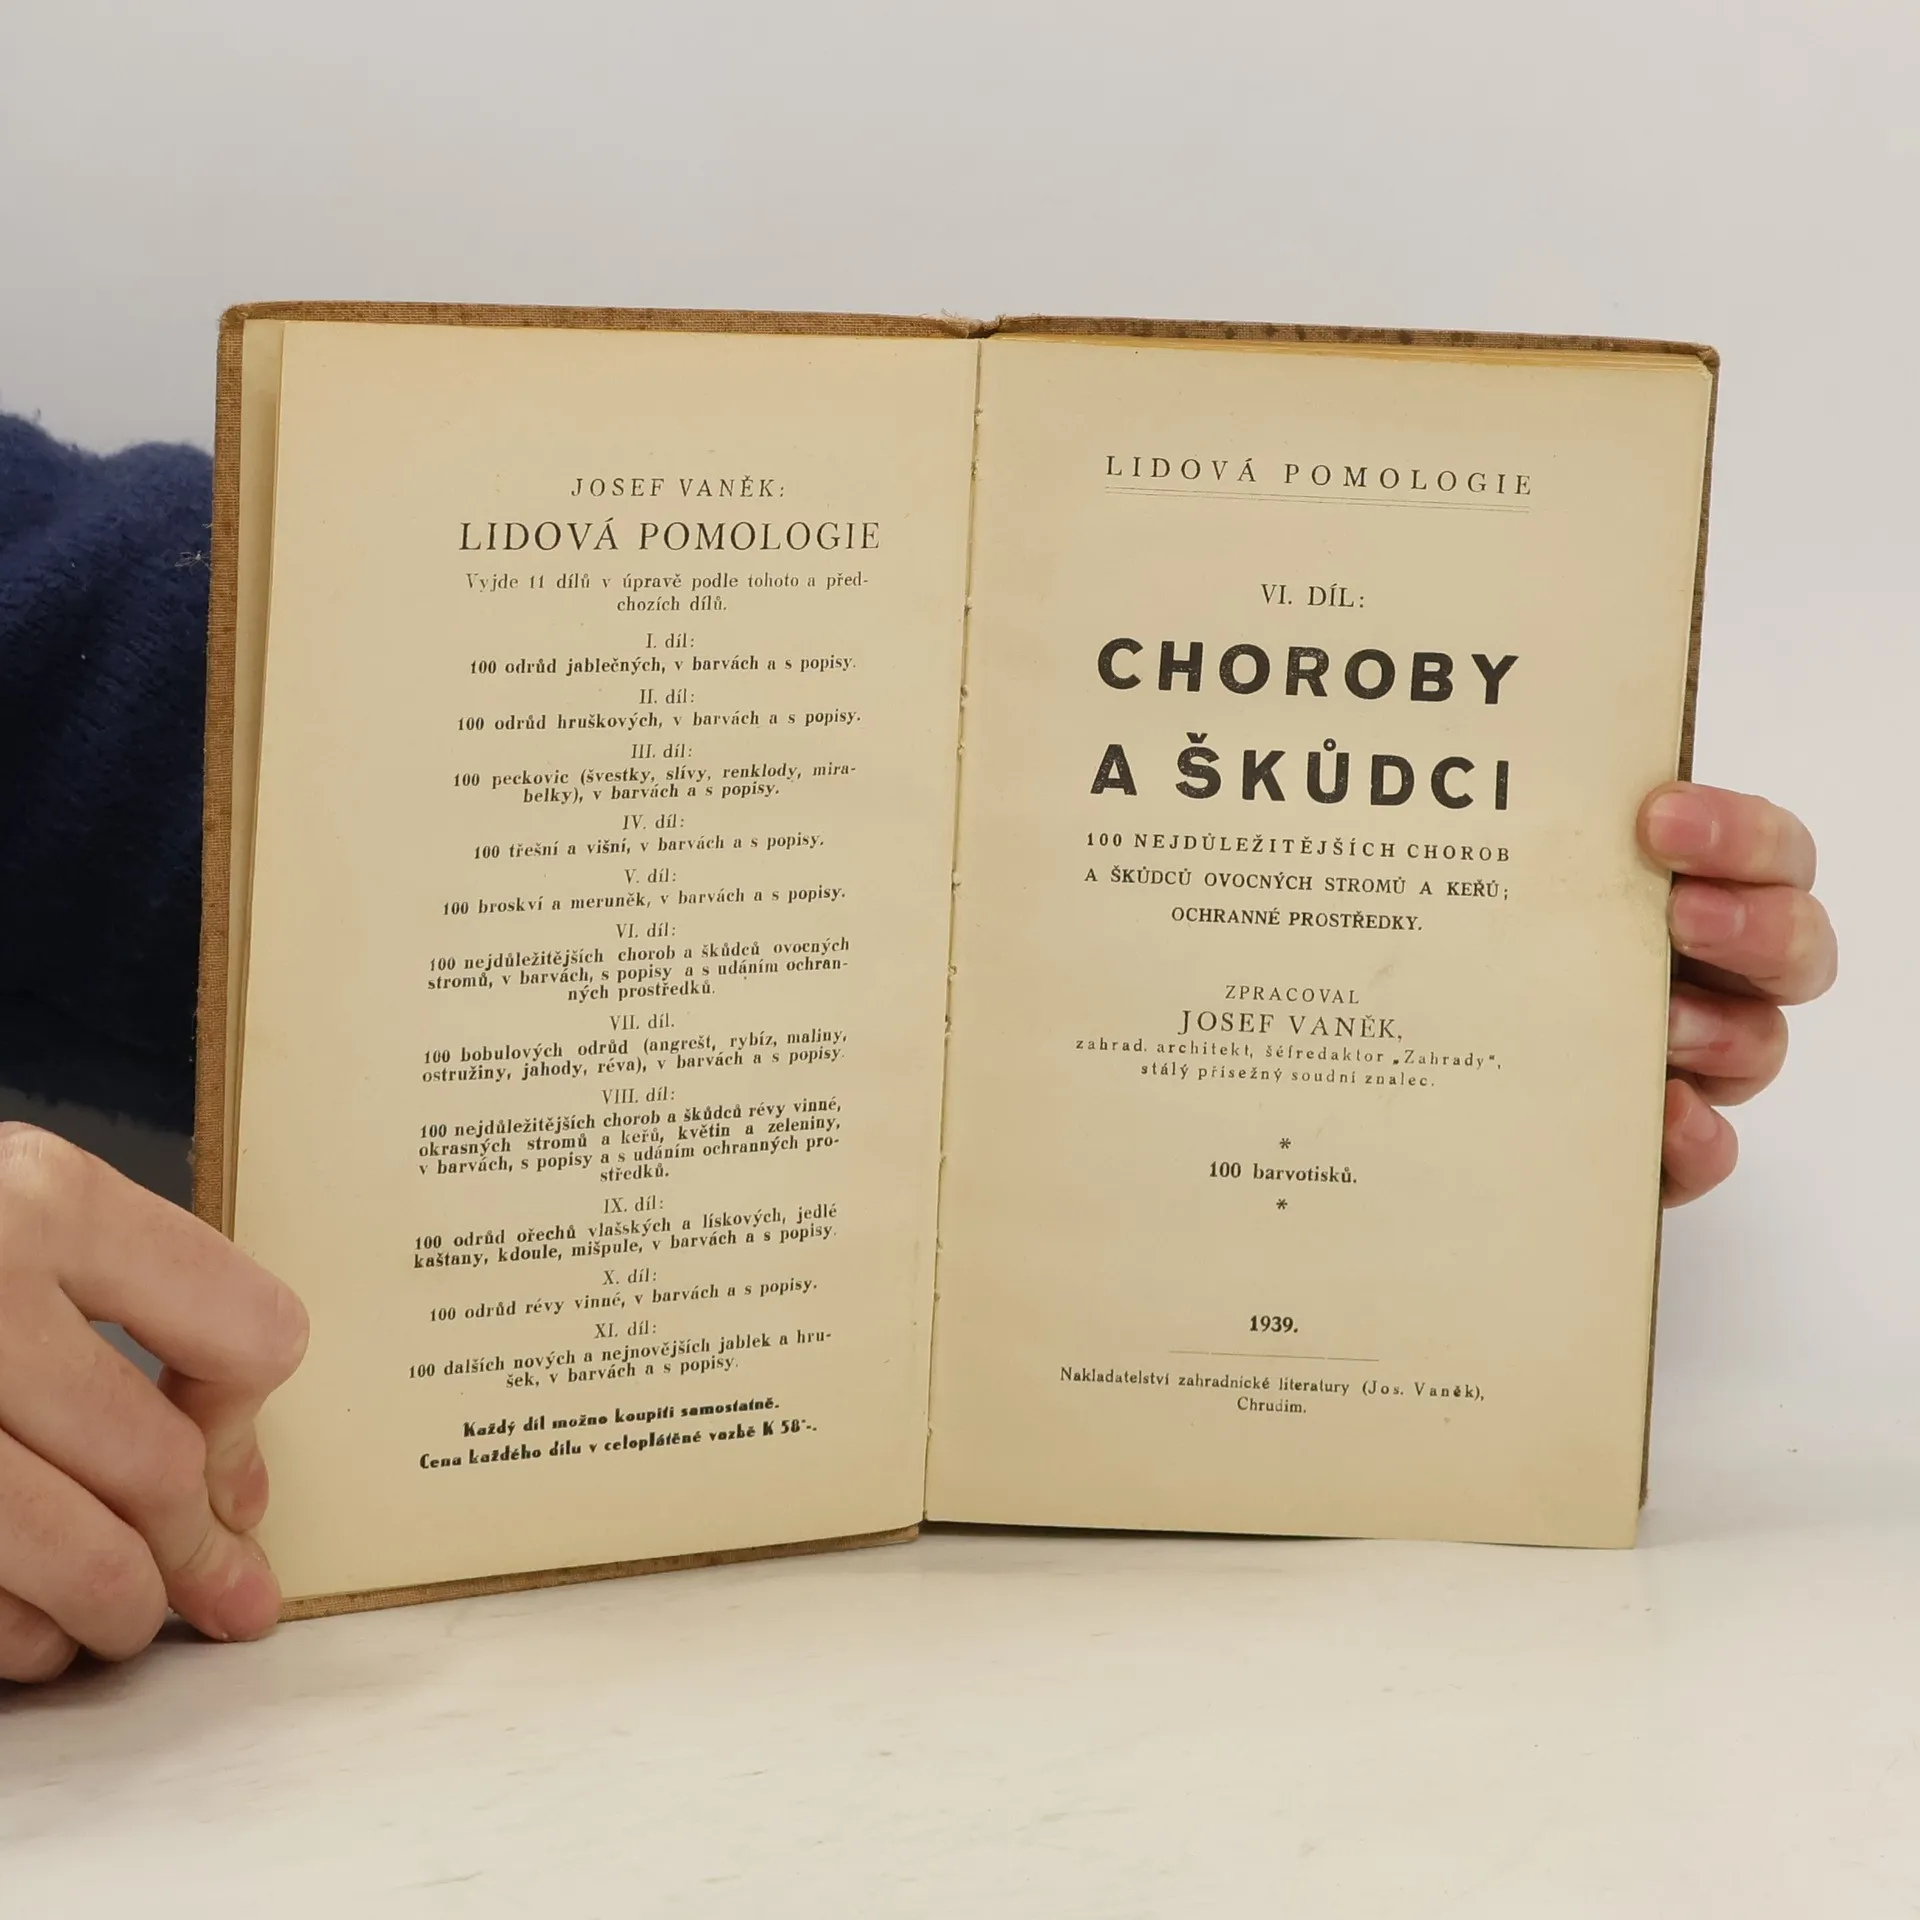 JOSEF VANĚK:
LIDOVÁ POMOLOGIE
Vyjde 11 dílů v úpravě podle tohoto a před-
chozích dílů.
I. díl:
100 odrůd jablečných, v barvách a s popisy.
II. díl:
100 odrůd hruškových, v barvách a s popisy.
III. díl:
100 peckovic (švestky, slívy, renklody, mira-
belky), v barvách a s popisy.
IV. díl:
100 třešní a višní, v barvách a s popisy.
V. díl:
100 broskví a meruněk, v barvách a s popisy.
VI. díl:
100 nejdůležitějších chorob a škůdců ovocných
stromů, v barvách, s popisy a s udáním ochran-
ných prostředků.
VII. díl.
100 bobulových odrůd (angrešt, rybíz, maliny,
ostružiny, jahody, réva), v barvách a s popisy.
VIII. díl:
100 nejdůležitějších chorob a škůdců révy vinné,
okrasných stromů a keřů, květin a zeleniny,
v barvách, s popisy a s udáním ochranných pro-
středků.
IX. díl:
100 odrůd ořechů vlašských a lískových, jedlé
kaštany, kdoule, mišpule, v barvách a s popisy.
X. díl:
100 odrůd révy vinné, v barvách a s popisy.
XI. díl:
100 dalších nových a nejnovějších jablek a hru-
šek, v barvách a s popisy.
Každý díl možno koupiti samostatně.
Cena každého dílu v celoplátěné vazbě K 58·-.
LIDOVÁ POMOLOGIE
VI. DÍL:
CHOROBY
A ŠKŮDCI
100 NEJDŮLEŽITĚJŠÍCH CHOROB
A ŠKŮDCŮ OVOCNÝCH STROMŮ A KEŘŮ;
OCHRANNÉ PROSTŘEDKY.
ZPRACOVAL
JOSEF VANĚK,
zahrad. architekt, šéfredaktor „Zahrady“,
stálý přísežný soudní znalec.
*
100 barvotisků.
*
1939.
Nakladatelství zahradnické literatury (Jos. Vaněk),
Chrudim.